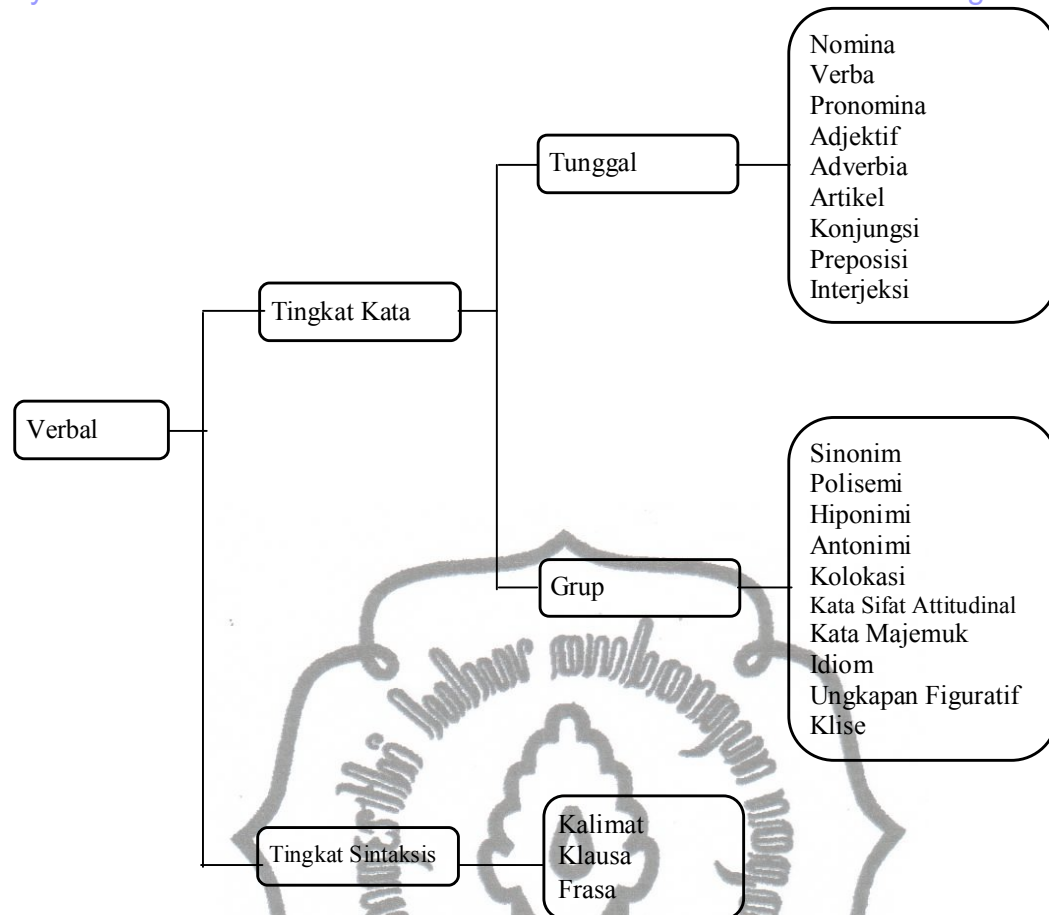 Nomina
Verba
Pronomina
Adjektif
Adverbia
Artikel
Konjungsi
Preposisi
Interjeksi
Tunggal
Tingkat Kata
Verbal
Sinonim
Polisemi
Hiponimi
Antonimi
Kolokasi
Kata Sifat Attitudinal
Kata Majemuk
Idiom
Ungkapan Figuratif
Klise
Grup
Tingkat Sintaksis
Kalimat
Klausa
Frasa